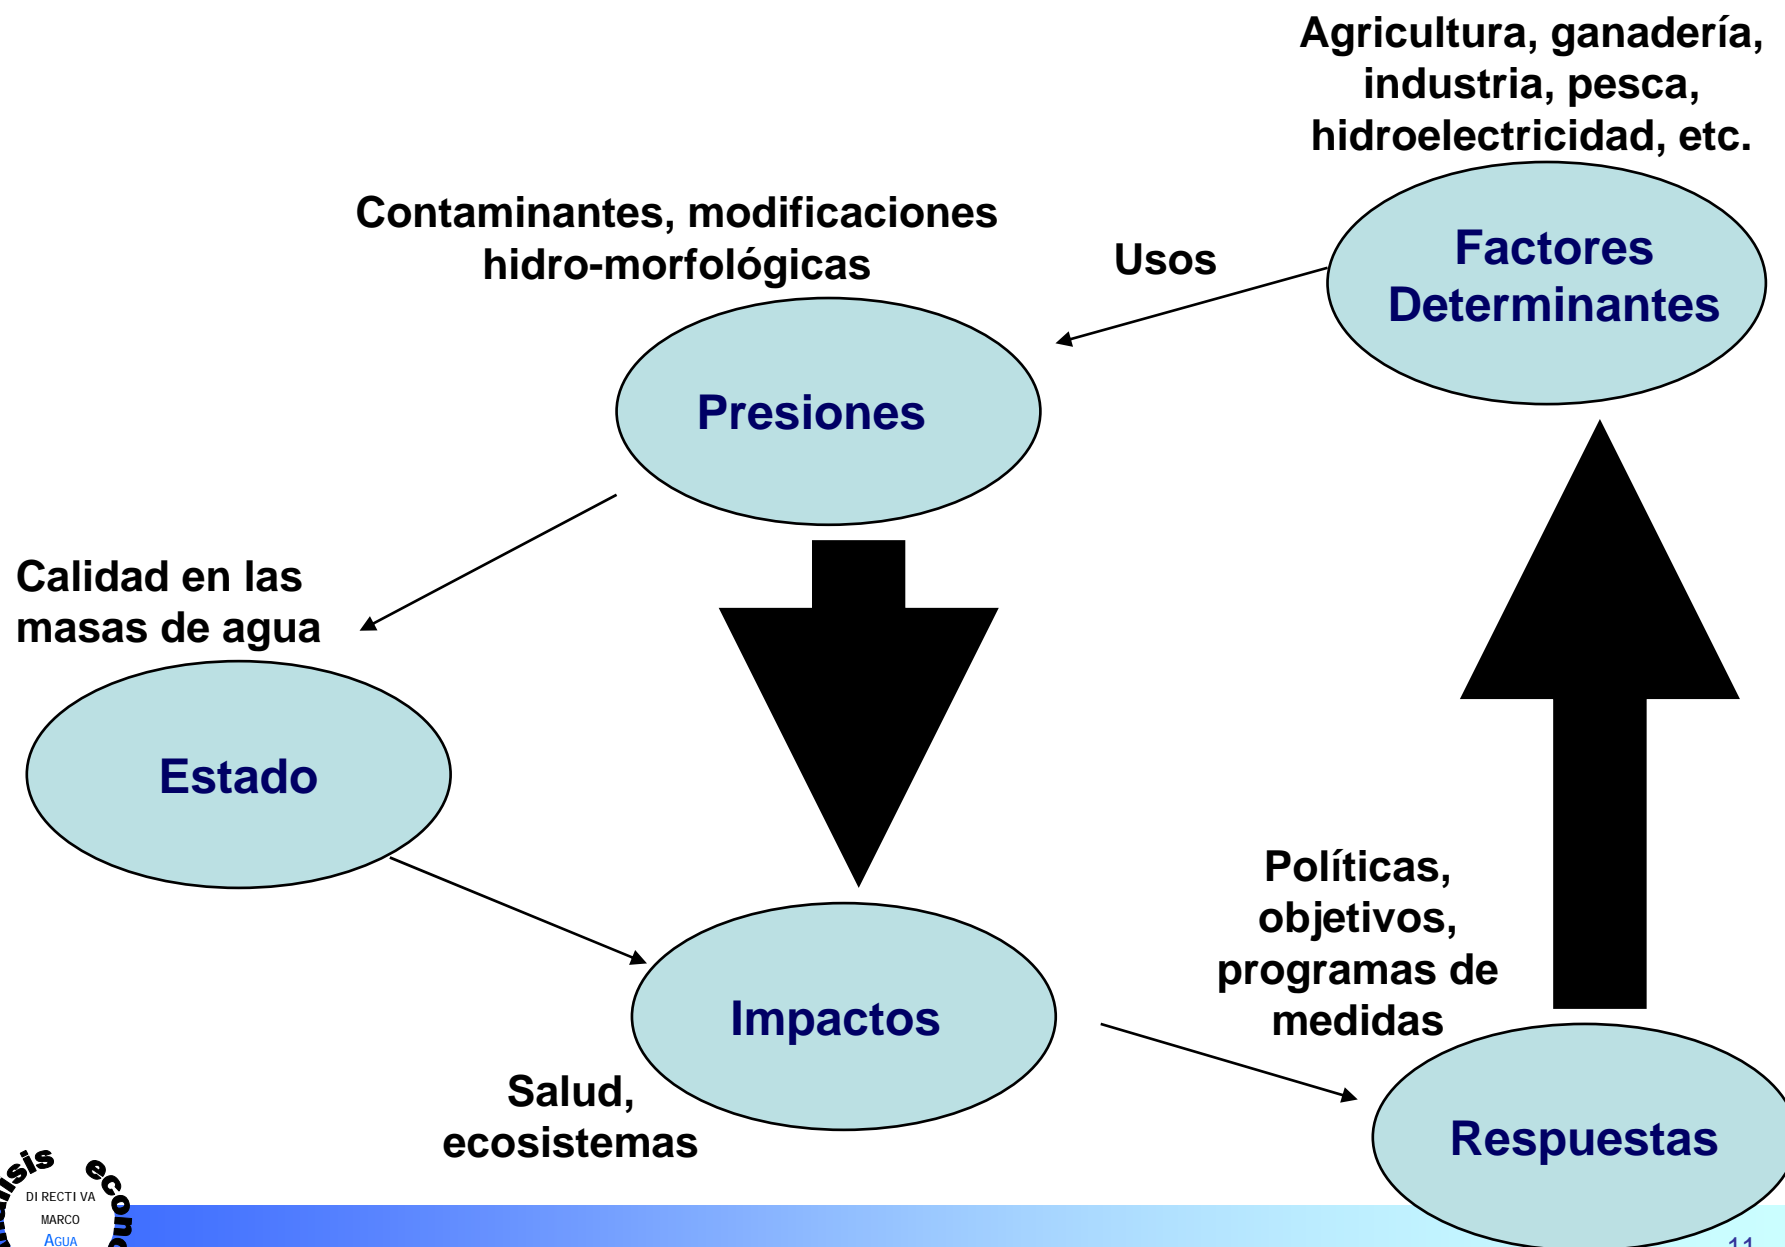 Agricultura, ganadería,
industria, pesca,
hidroelectricidad, etc.
Contaminantes, modificaciones
hidro-morfológicas
Usos
Factores
Determinantes
Presiones
Calidad en las
masas de agua
Estado
Políticas,
objetivos,
programas de
medidas
Impactos
Salud,
ecosistemas
Respuestas
DIRECTIVA
MARCO
AGUA
11